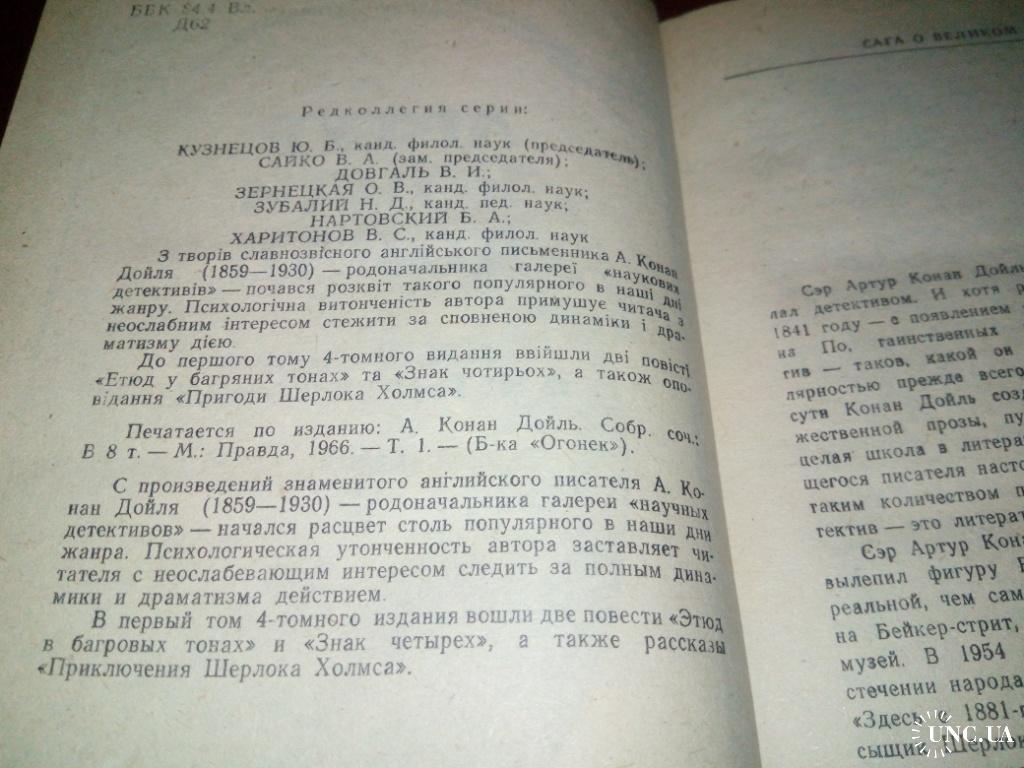 ББК 84.4 Вл.
Д62
Редколлегия серии:
КУЗНЕЦОВ Ю. Б., канд. филол. наук (председатель);
САЙКО В. А. (зам. председателя);
ДОВГАЛЬ В. И.;
ЗЕРНЕЦКАЯ О. В., канд. филол. наук;
ЗУБАЛИЙ Н. Д., канд. пед. наук;
НАРТОВСКИЙ Б. А.;
ХАРИТОНОВ В. С., канд. филол. наук
З творів славнозвісного англійського письменника А. Конан
Дойля (1859—1930) — родоначальника галереї «наукових
детективів» — почався розквіт такого популярного в наші дні
жанру. Психологічна витонченість автора примушує читача з
неослабним інтересом стежити за сповненою динаміки і дра-
матизму дією.
До першого тому 4-томного видання ввійшли дві повісті
«Етюд у багряних тонах» та «Знак чотирьох», а також опо-
відання «Пригоди Шерлока Холмса».
Печатается по изданию: А. Конан Дойль. Собр. соч.:
В 8 т. — М.: Правда, 1966. — Т. 1. — (Б-ка «Огонек»).
С произведений знаменитого английского писателя А. Ко-
нан Дойля (1859—1930) — родоначальника галереи «научных
детективов» — начался расцвет столь популярного в наши дни
жанра. Психологическая утонченность автора заставляет чи-
тателя с неослабевающим интересом следить за полным дина-
мики и драматизма действием.
В первый том 4-томного издания вошли две повести «Этюд
в багровых тонах» и «Знак четырех», а также рассказы
«Приключения Шерлока Холмса».
САГА О ВЕЛИКОМ
Сэр Артур Конан Дойль
лал детективом. И хотя р
1841 году — с появлением
на По, таинственных
тив — таков, какой он
лярностью прежде всего
сути Конан Дойль созд
жественной прозы, пу
целая школа в литера
щегося писателя насто
таким количеством п
тектив — это литерат
Сэр Артур Кона
вылепил фигуру
реальной, чем сам
на Бейкер-стрит,
музей. В 1954
стечении народа
«Здесь с 1881-г
сыщик Шерлок
UNC.UA